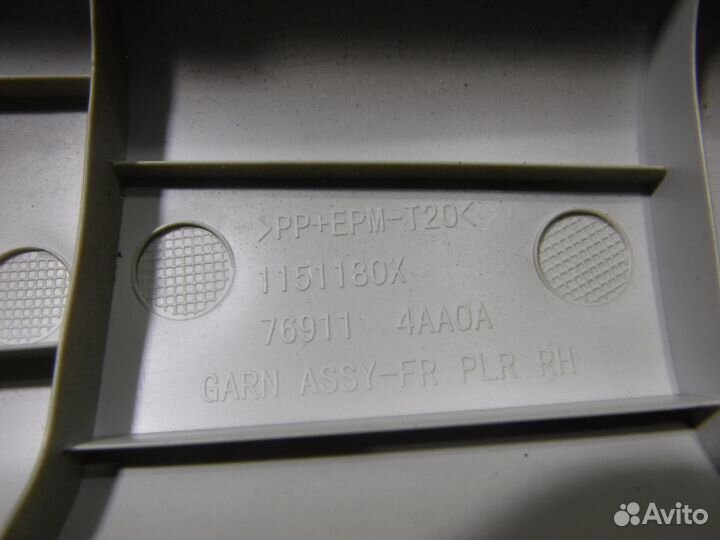 >PP+EPM-T20<
1151180X
76911 4AA0A
GARN ASSY-FR PLR RH
Avito